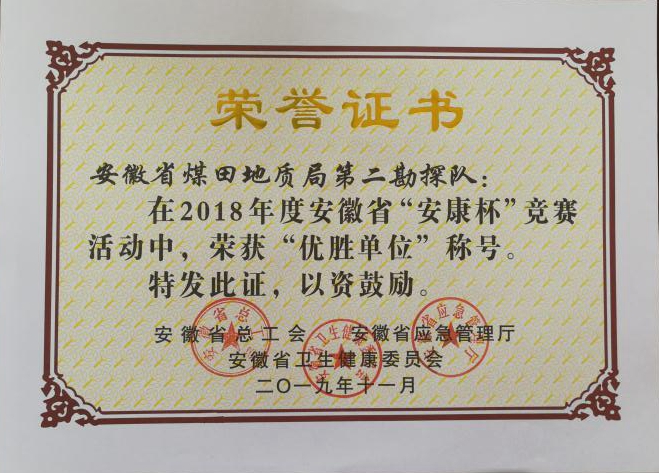 荣誉证书
安徽省煤田地质局第二勘探队：
在2018年度安徽省“安康杯”竞赛
活动中，荣获“优胜单位”称号。
特发此证，以资鼓励。
安徽省总工会 安徽省应急管理厅
安徽省卫生健康委员会
二〇一九年十一月